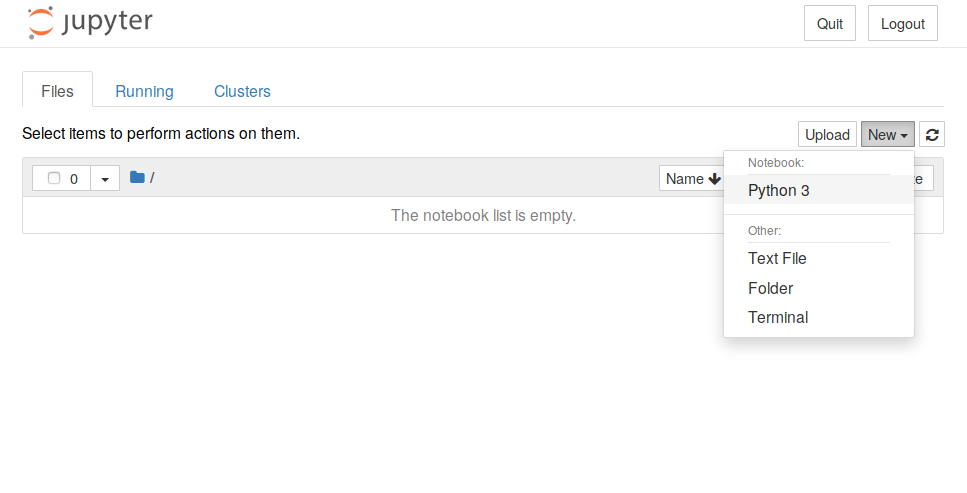 jupyter
Quit Logout
Files Running Clusters
Select items to perform actions on them.
Upload New
0 / Name
The notebook list is empty.
Notebook:
Python 3
Other:
Text File
Folder
Terminal